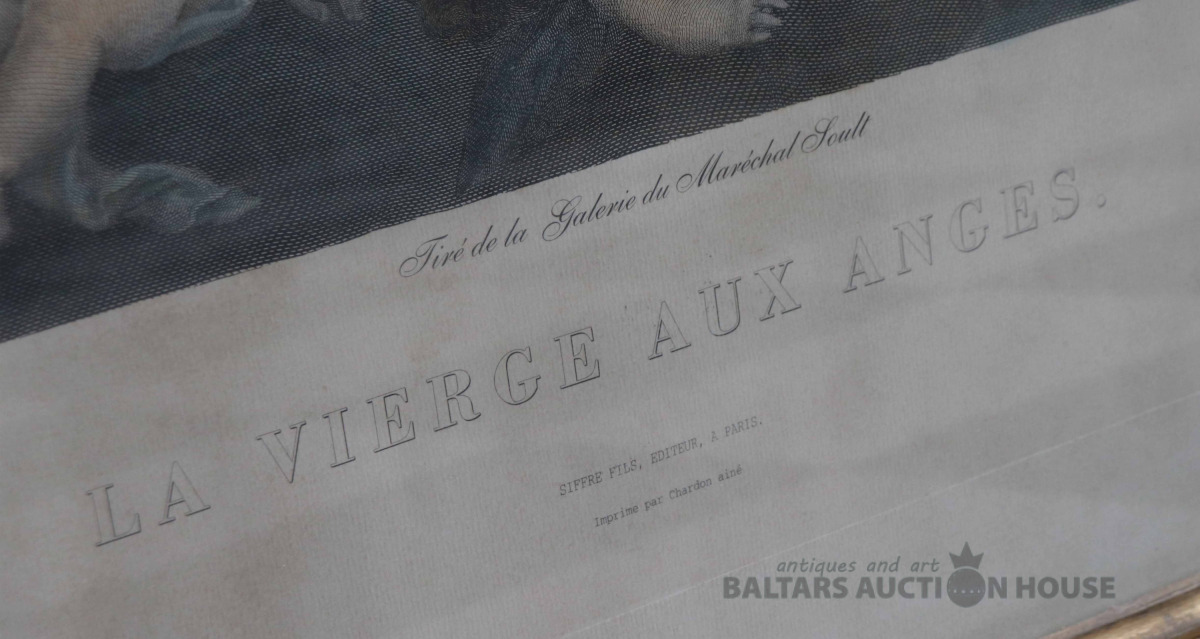 Tiré de la Galerie du Maréchal Soult
LA VIERGE AUX ANGES.
SIFFRE FILS, EDITEUR, A PARIS.
Imprime par Chardon ainé
antiques and art
BALTARS AUCTION HOUSE